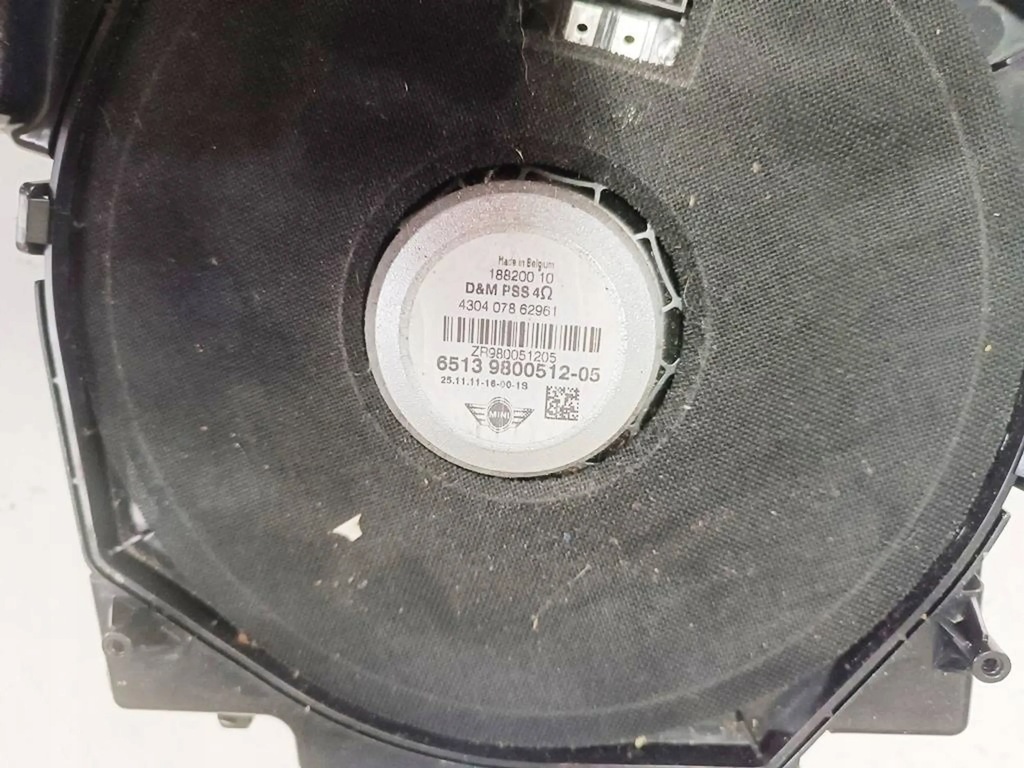 Made in Belgium
188200 10
D&M PSS 4Ω
4304 078 62961
ZR980051205
6513 9800512-05
25.11.11-16-00-1S
MINI